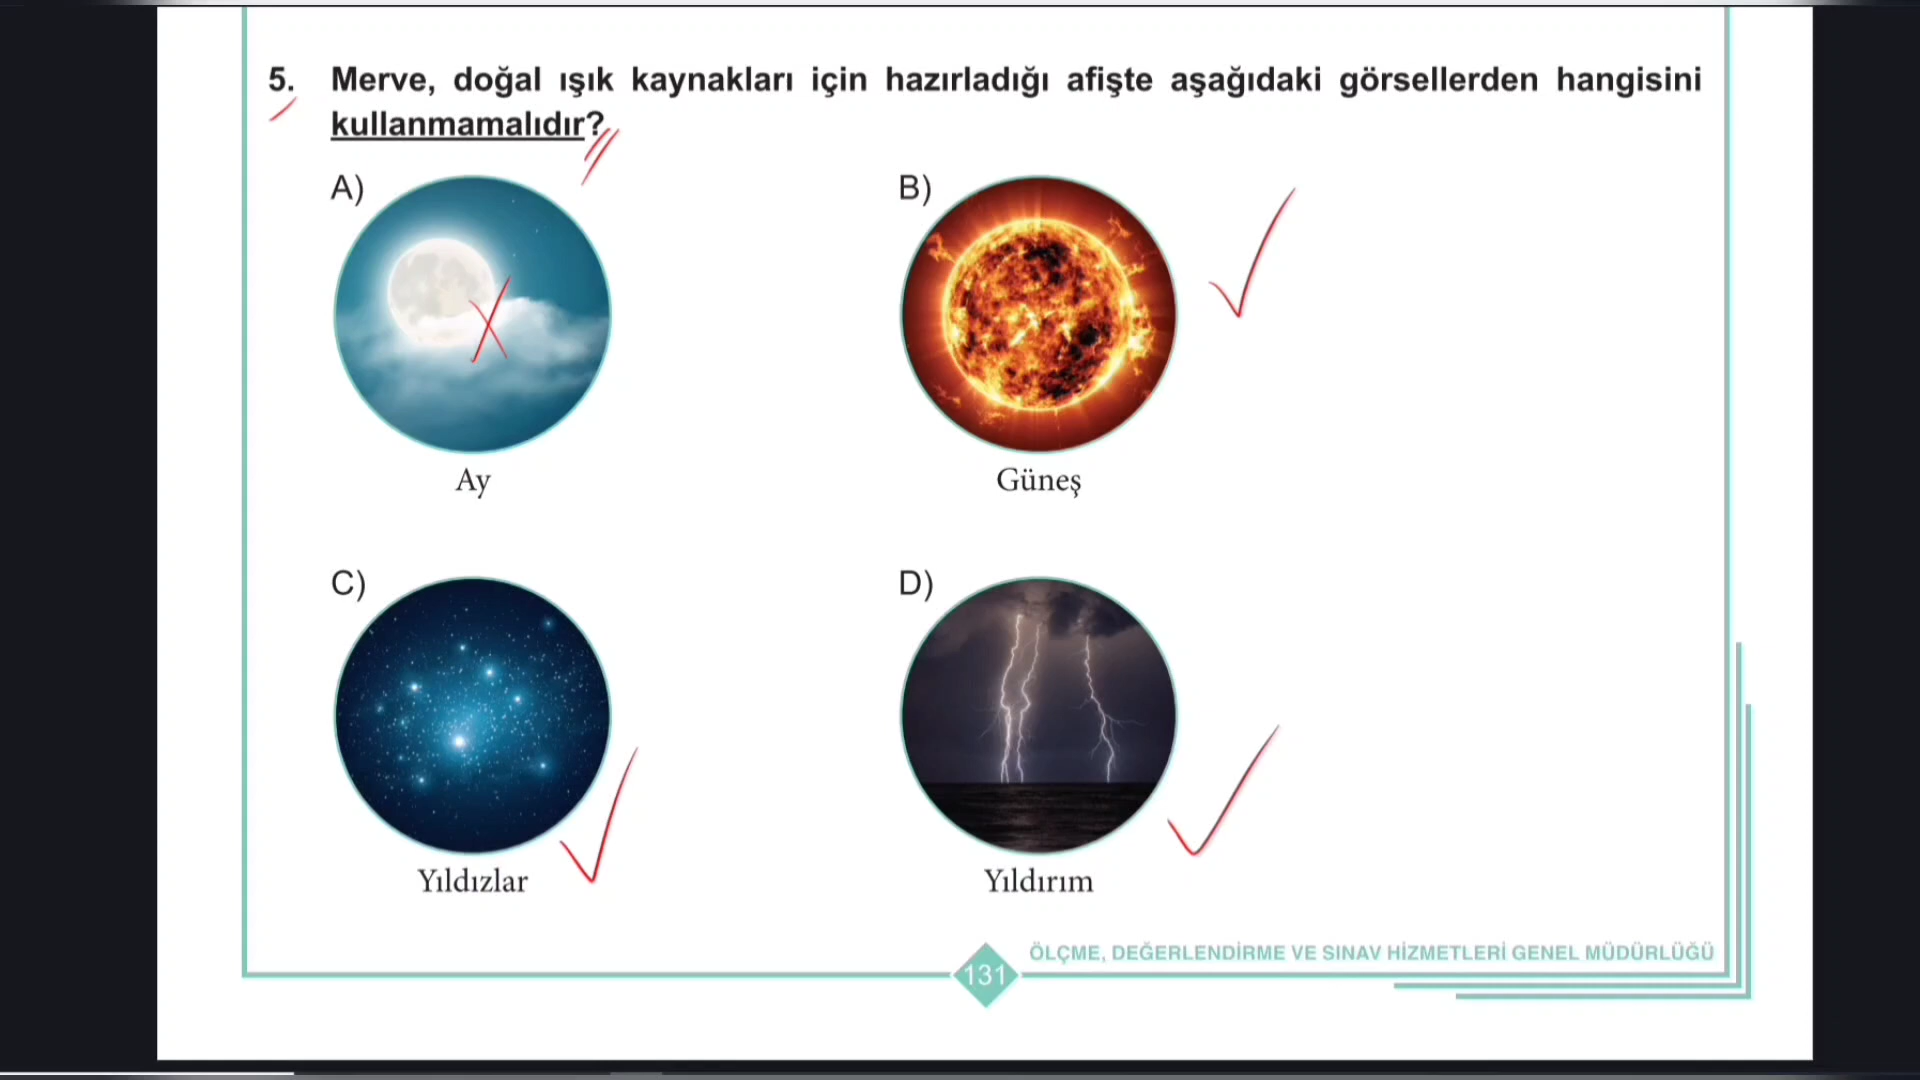 5. Merve, doğal ışık kaynakları için hazırladığı afişte aşağıdaki görsellerden hangisini
kullanmamalıdır?
A)
B)
Ay
Güneş
C)
D)
Yıldızlar
Yıldırım
ÖLÇME, DEĞERLENDİRME VE SINAV HİZMETLERİ GENEL MÜDÜRLÜĞÜ
131